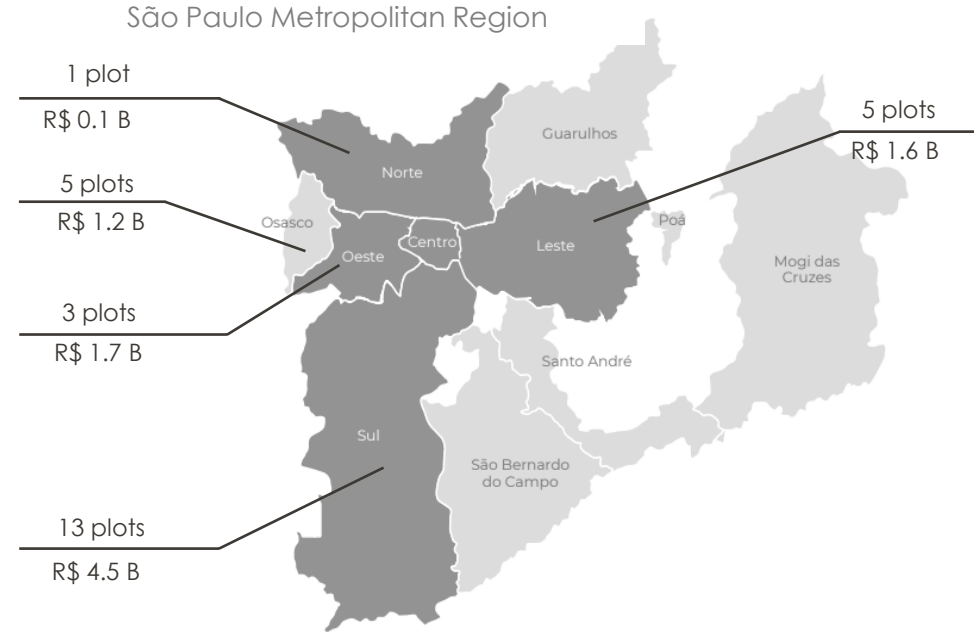 São Paulo Metropolitan Region
1 plot
R$ 0.1 B
5 plots
R$ 1.2 B
3 plots
R$ 1.7 B
13 plots
R$ 4.5 B
5 plots
R$ 1.6 B
Guarulhos
Norte
Osasco
Oeste
Centro
Leste
Poá
Mogi das
Cruzes
Santo André
Sul
São Bernardo
do Campo